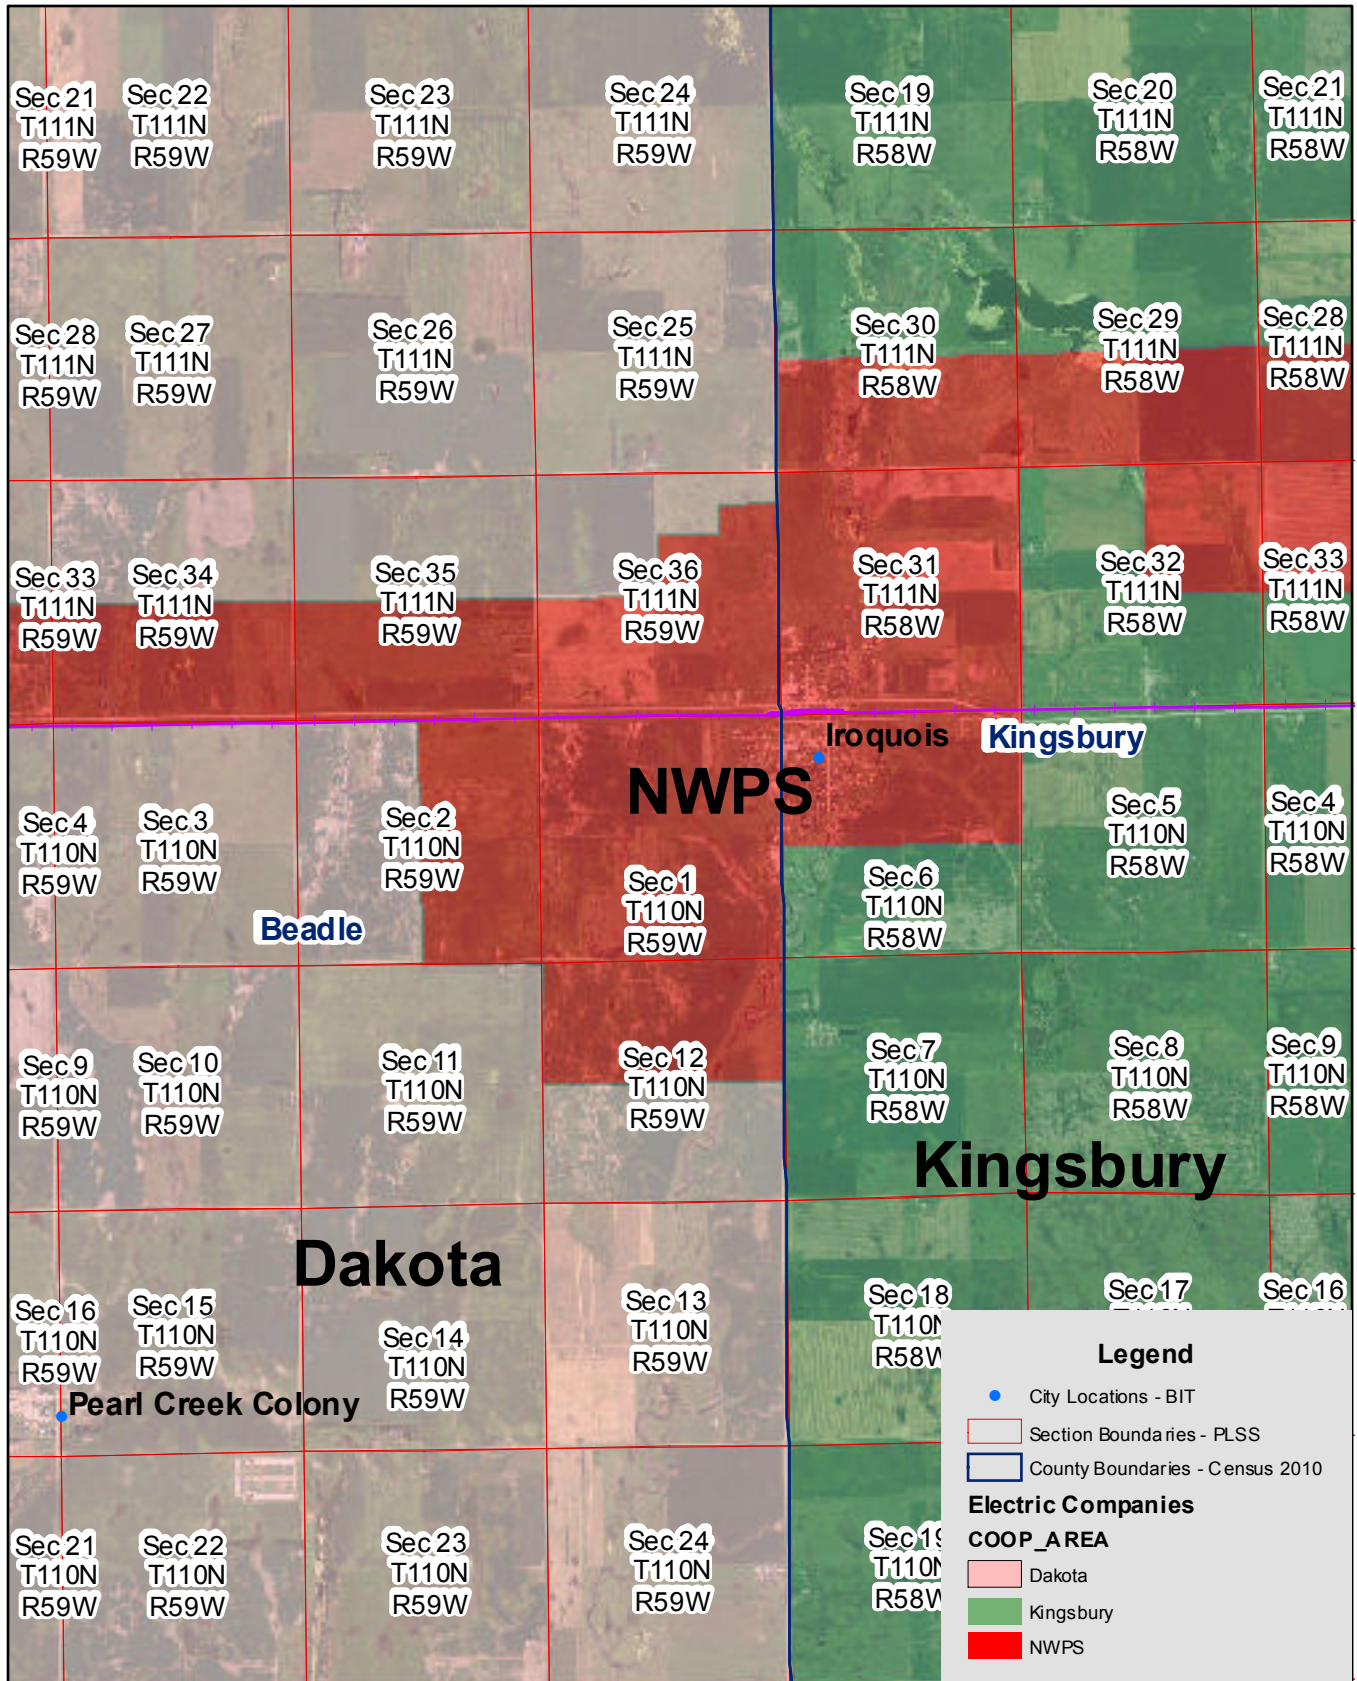 Sec 21
T111N
R59W
Sec 22
T111N
R59W
Sec 23
T111N
R59W
Sec 24
T111N
R59W
Sec 19
T111N
R58W
Sec 20
T111N
R58W
Sec 21
T111N
R58W
Sec 28
T111N
R59W
Sec 27
T111N
R59W
Sec 26
T111N
R59W
Sec 25
T111N
R59W
Sec 30
T111N
R58W
Sec 29
T111N
R58W
Sec 28
T111N
R58W
Sec 33
T111N
R59W
Sec 34
T111N
R59W
Sec 35
T111N
R59W
Sec 36
T111N
R59W
Sec 31
T111N
R58W
Sec 32
T111N
R58W
Sec 33
T111N
R58W
Iroquois
Kingsbury
NWPS
Sec 4
T110N
R59W
Sec 3
T110N
R59W
Sec 2
T110N
R59W
Sec 1
T110N
R59W
Sec 6
T110N
R58W
Sec 5
T110N
R58W
Sec 4
T110N
R58W
Beadle
Sec 9
T110N
R59W
Sec 10
T110N
R59W
Sec 11
T110N
R59W
Sec 12
T110N
R59W
Sec 7
T110N
R58W
Sec 8
T110N
R58W
Sec 9
T110N
R58W
Kingsbury
Dakota
Sec 16
T110N
R59W
Sec 15
T110N
R59W
Sec 14
T110N
R59W
Sec 13
T110N
R59W
Sec 18
T110N
R58W
Sec 17
Sec 16
Pearl Creek Colony
Sec 21
T110N
R59W
Sec 22
T110N
R59W
Sec 23
T110N
R59W
Sec 24
T110N
R59W
Sec 19
T110N
R58W
Legend
City Locations - BIT
Section Boundaries - PLSS
County Boundaries - Census 2010
Electric Companies
COOP_AREA
Dakota
Kingsbury
NWPS